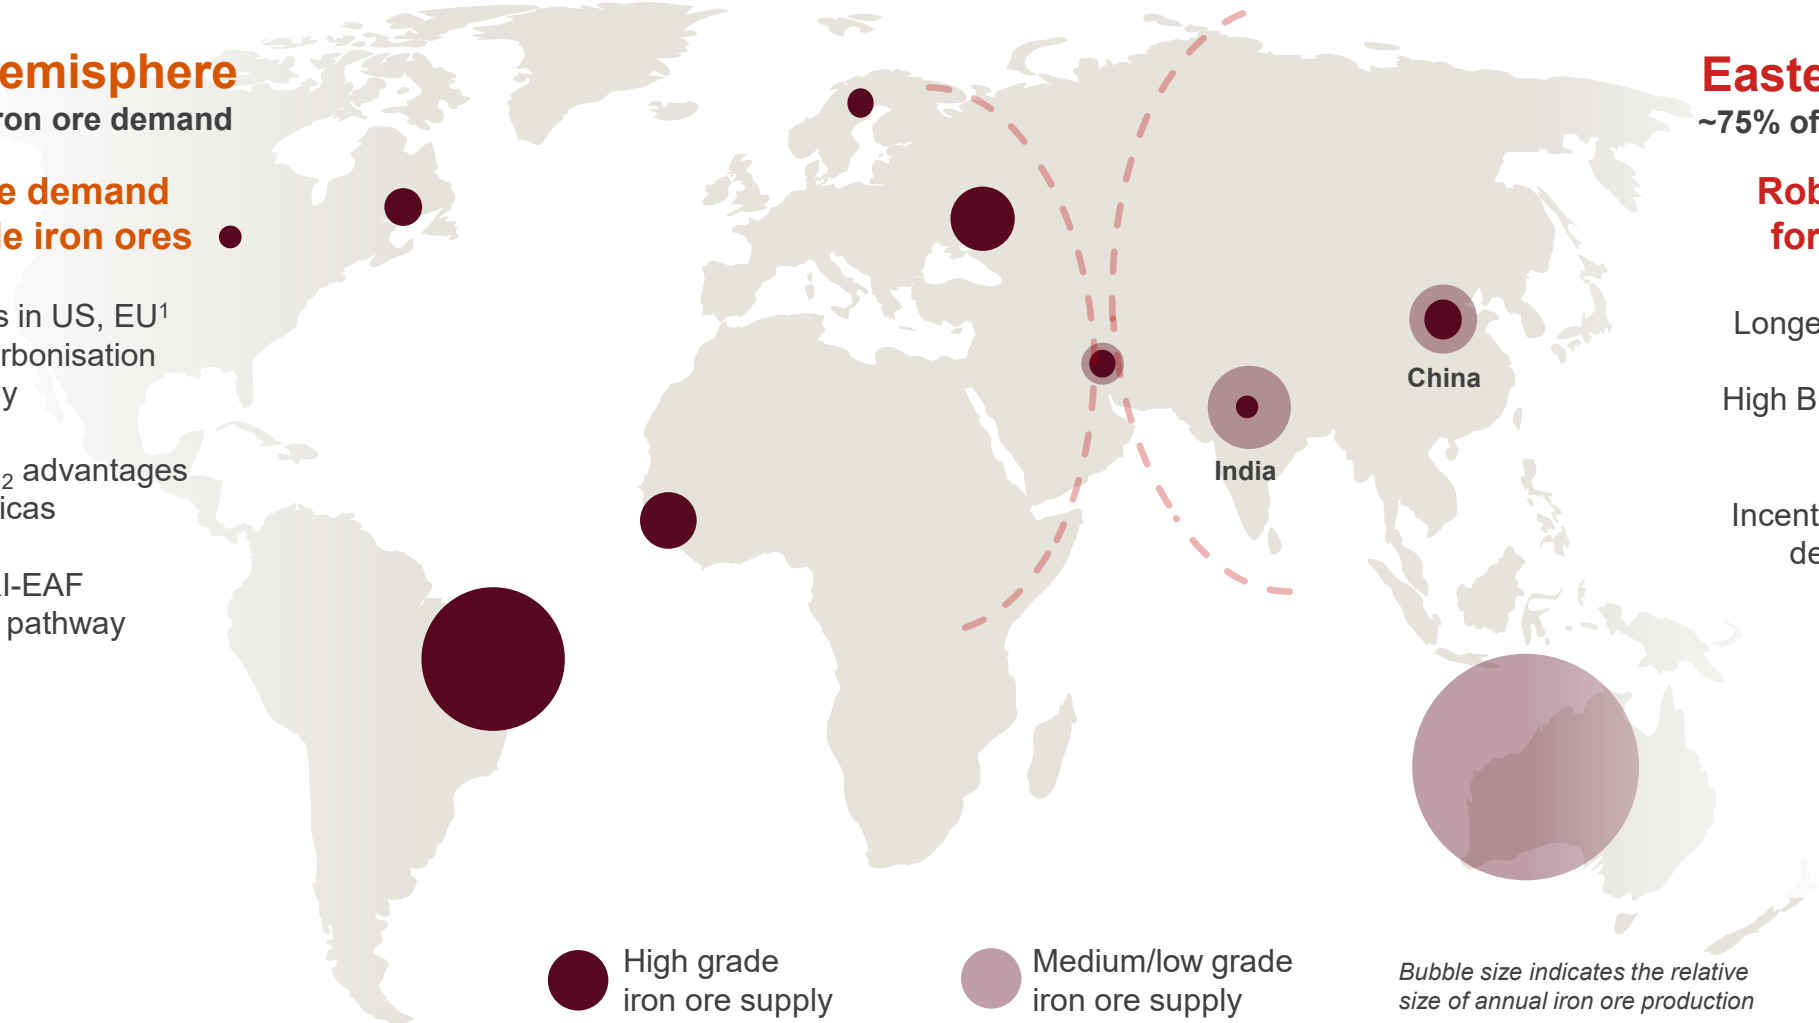 emisphere
ron ore demand
e demand
le iron ores
s in US, EU¹
rbonisation
y
₂ advantages
icas
I-EAF
pathway
Easte
~75% of
Rob
for
Longe
High B
Incent
de
China
India
High grade
iron ore supply
Medium/low grade
iron ore supply
Bubble size indicates the relative
size of annual iron ore production